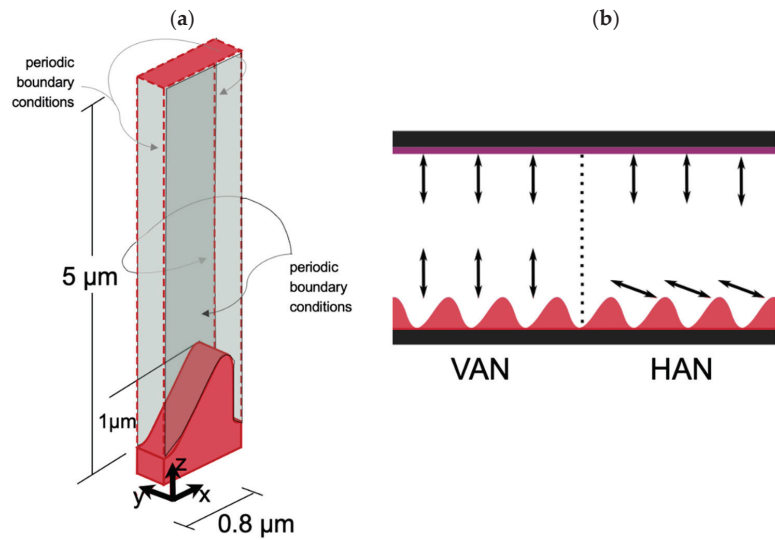 (a)
(b)
periodic
boundary
conditions
5 μm
periodic
boundary
conditions
1μm
z
y
x
0.8 μm
VAN
HAN